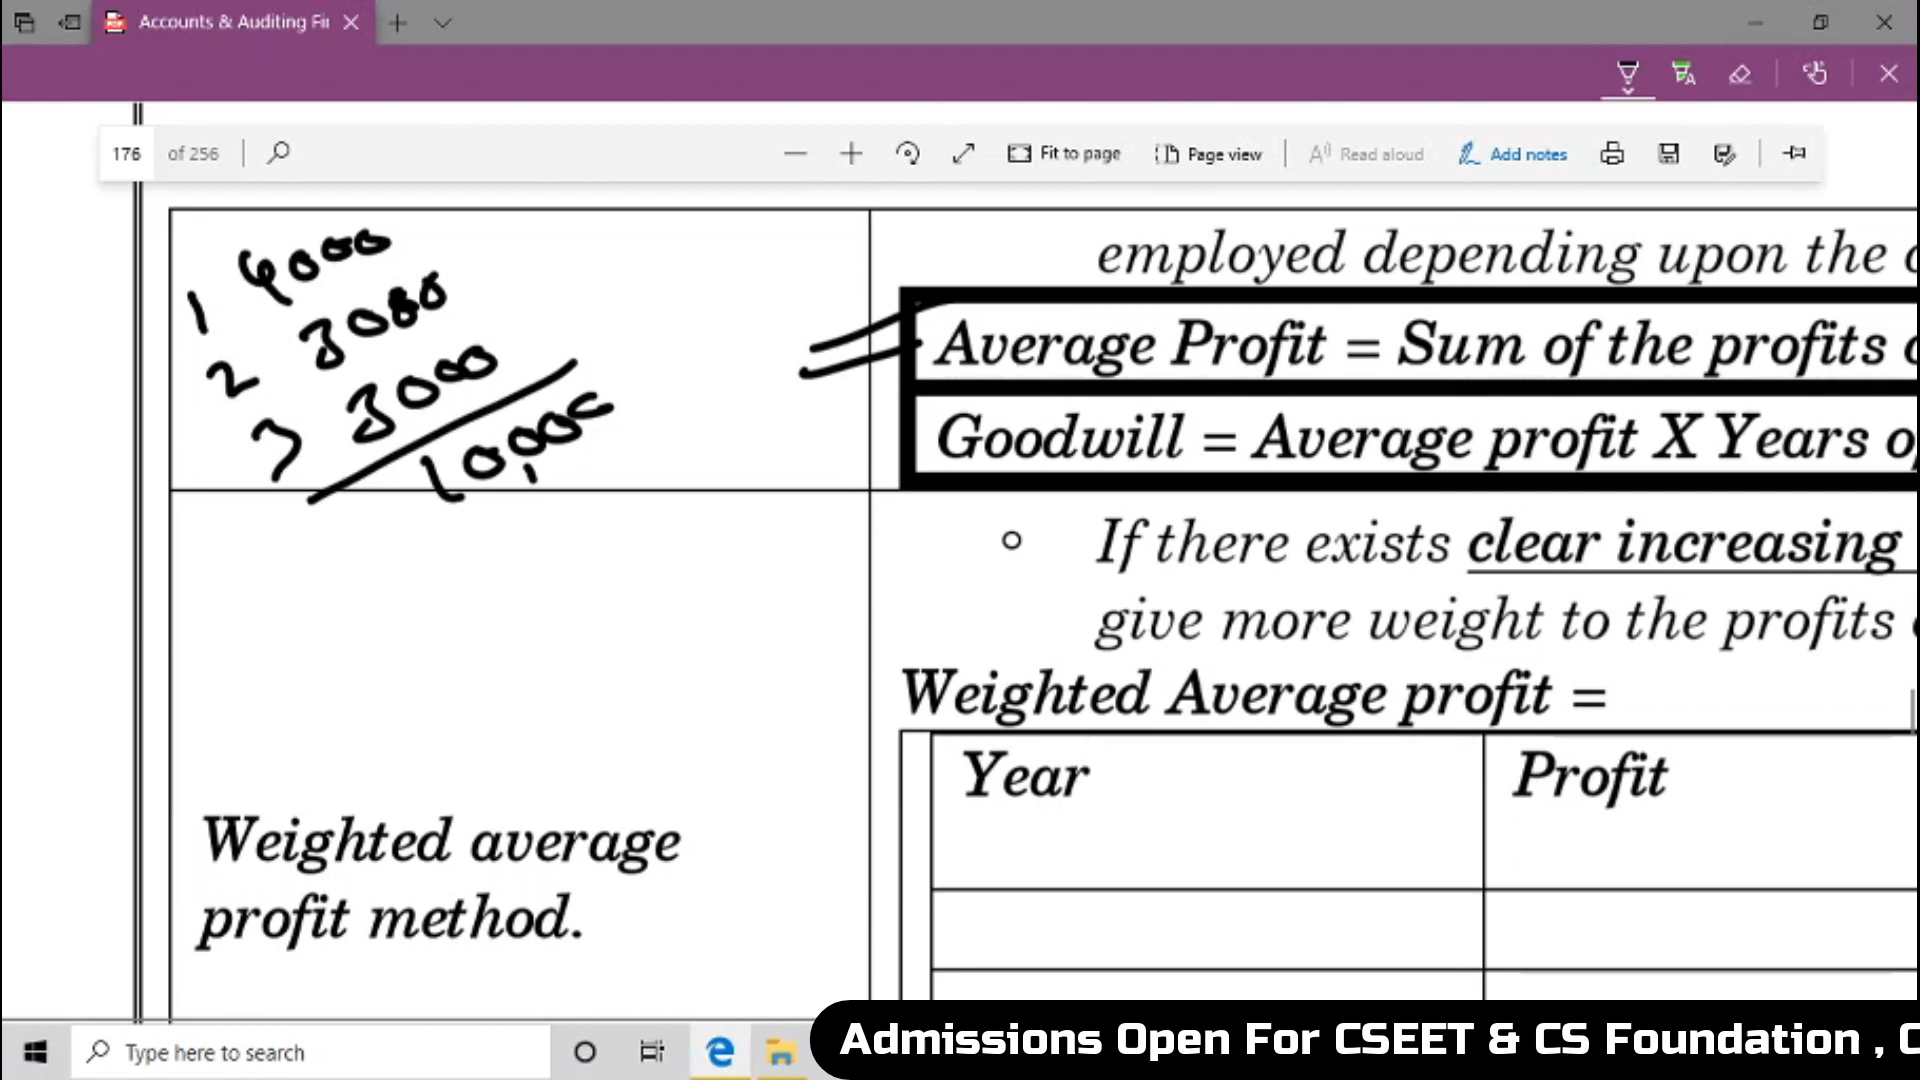 Accounts & Auditing Fir
176 of 256
Fit to page
Page view
Read aloud
Add notes
1 4000
2 3000
3 3000
10,000
employed depending upon the
Average Profit = Sum of the profits
Goodwill = Average profit X Years o
If there exists clear increasing
give more weight to the profits
Weighted Average profit =
Year Profit
Weighted average
profit method.
Type here to search
Admissions Open For CSEET & CS Foundation , C